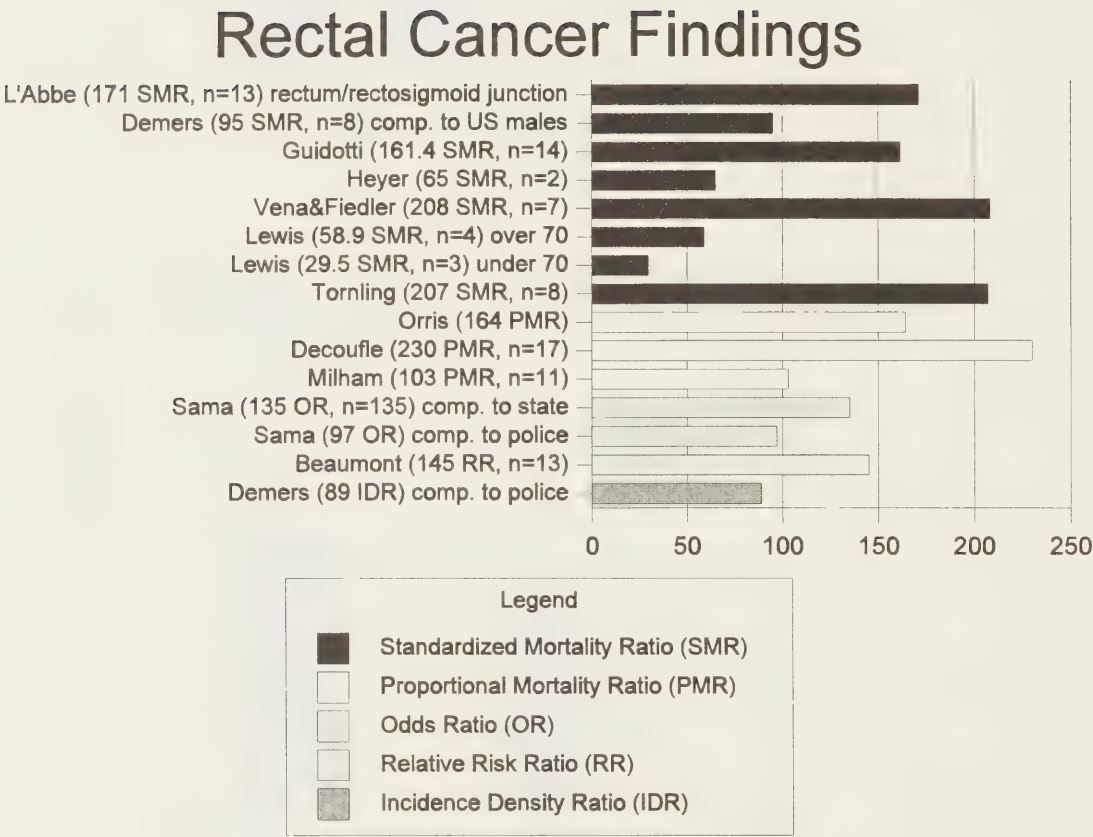 Rectal Cancer Findings
L'Abbe (171 SMR, n=13) rectum/rectosigmoid junction
Demers (95 SMR, n=8) comp. to US males
Guidotti (161.4 SMR, n=14)
Heyer (65 SMR, n=2)
Vena&Fiedler (208 SMR, n=7)
Lewis (58.9 SMR, n=4) over 70
Lewis (29.5 SMR, n=3) under 70
Tornling (207 SMR, n=8)
Orris (164 PMR)
Decoufle (230 PMR, n=17)
Milham (103 PMR, n=11)
Sama (135 OR, n=135) comp. to state
Sama (97 OR) comp. to police
Beaumont (145 RR, n=13)
Demers (89 IDR) comp. to police
0 50 100 150 200 250
Legend
Standardized Mortality Ratio (SMR)
Proportional Mortality Ratio (PMR)
Odds Ratio (OR)
Relative Risk Ratio (RR)
Incidence Density Ratio (IDR)